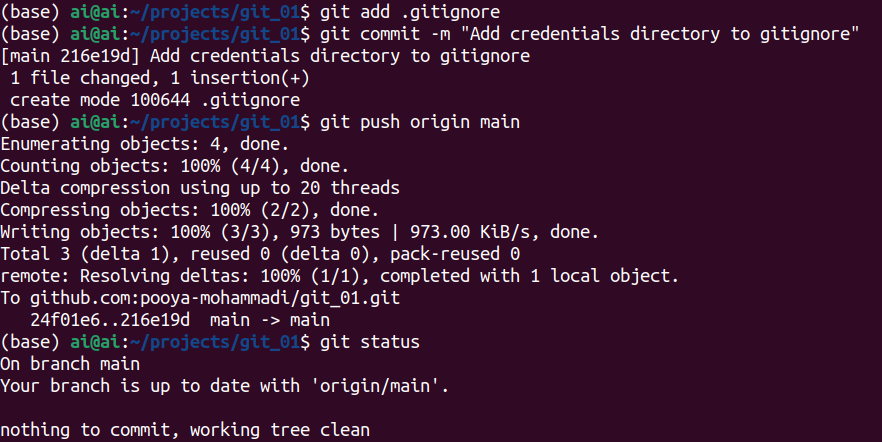 (base) ai@ai:~/projects/git_01$ git add .gitignore
(base) ai@ai:~/projects/git_01$ git commit -m "Add credentials directory to gitignore"
[main 216e19d] Add credentials directory to gitignore
 1 file changed, 1 insertion(+)
 create mode 100644 .gitignore
(base) ai@ai:~/projects/git_01$ git push origin main
Enumerating objects: 4, done.
Counting objects: 100% (4/4), done.
Delta compression using up to 20 threads
Compressing objects: 100% (2/2), done.
Writing objects: 100% (3/3), 973 bytes | 973.00 KiB/s, done.
Total 3 (delta 1), reused 0 (delta 0), pack-reused 0
remote: Resolving deltas: 100% (1/1), completed with 1 local object.
To github.com:pooya-mohammadi/git_01.git
   24f01e6..216e19d  main -> main
(base) ai@ai:~/projects/git_01$ git status
On branch main
Your branch is up to date with 'origin/main'.

nothing to commit, working tree clean